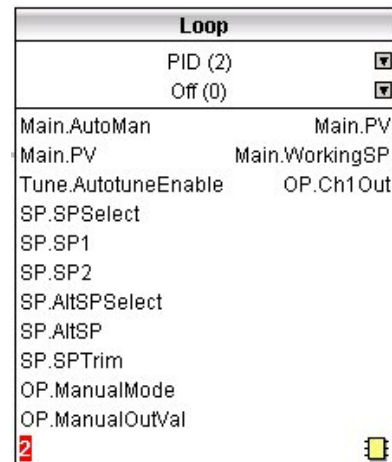 Loop
PID (2)
Off (0)
Main.AutoMan Main.PV
Main.PV Main.WorkingSP
Tune.AutotuneEnable OP.Ch1Out
SP.SPSelect
SP.SP1
SP.SP2
SP.AltSPSelect
SP.AltSP
SP.SPTrim
OP.ManualMode
OP.ManualOutVal
2